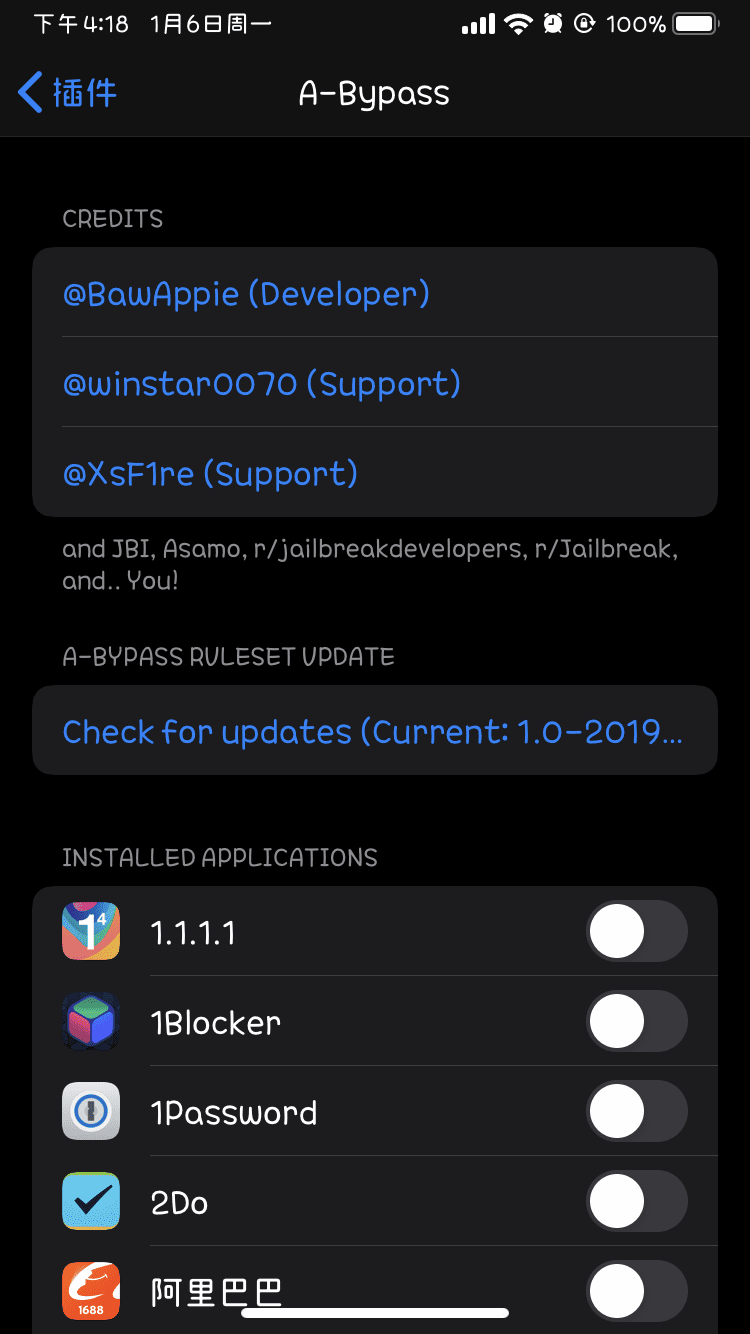 下午4:18 1月6日周一 100%
插件 A-Bypass
CREDITS
@BawAppie (Developer)
@winstar0070 (Support)
@XsF1re (Support)
and JBI, Asamo, r/jailbreakdevelopers, r/Jailbreak,
and.. You!
A-BYPASS RULESET UPDATE
Check for updates (Current: 1.0-2019...
INSTALLED APPLICATIONS
1⁴ 1.1.1.1
1Blocker
1Password
2Do
阿里巴巴
1688